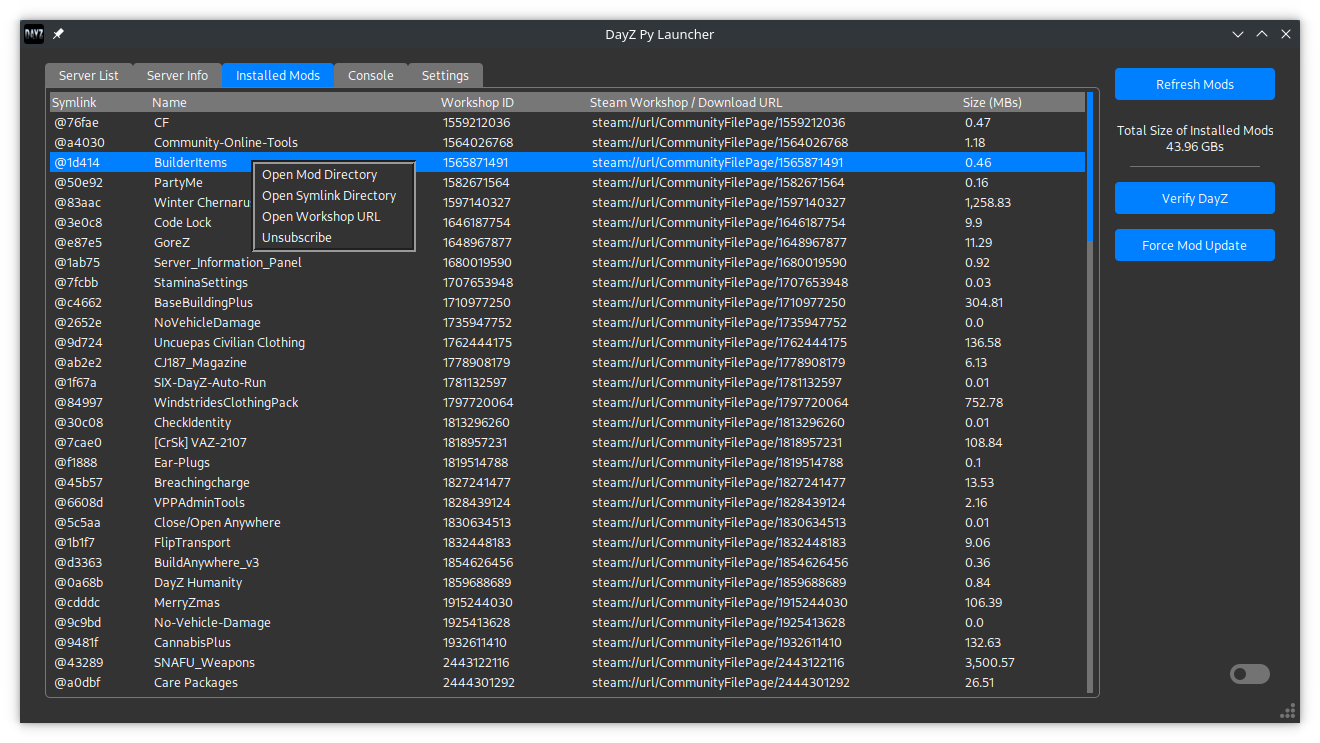 DAYZ DayZ Py Launcher
Server List Server Info Installed Mods Console Settings
Symlink Name Workshop ID Steam Workshop / Download URL Size (MBs)
@76fae CF 1559212036 steam://url/CommunityFilePage/1559212036 0.47
@a4030 Community-Online-Tools 1564026768 steam://url/CommunityFilePage/1564026768 1.18
@1d414 BuilderItems 1565871491 steam://url/CommunityFilePage/1565871491 0.46
@50e92 PartyMe 1582671564 steam://url/CommunityFilePage/1582671564 0.16
@83aac Winter Chernaru 1597140327 steam://url/CommunityFilePage/1597140327 1,258.83
@3e0c8 Code Lock 1646187754 steam://url/CommunityFilePage/1646187754 9.9
@e87e5 GoreZ 1648967877 steam://url/CommunityFilePage/1648967877 11.29
@1ab75 Server_Information_Panel 1680019590 steam://url/CommunityFilePage/1680019590 0.92
@7fcbb StaminaSettings 1707653948 steam://url/CommunityFilePage/1707653948 0.03
@c4662 BaseBuildingPlus 1710977250 steam://url/CommunityFilePage/1710977250 304.81
@2652e NoVehicleDamage 1735947752 steam://url/CommunityFilePage/1735947752 0.0
@9d724 Uncuepas Civilian Clothing 1762444175 steam://url/CommunityFilePage/1762444175 136.58
@ab2e2 CJ187_Magazine 1778908179 steam://url/CommunityFilePage/1778908179 6.13
@1f67a SIX-DayZ-Auto-Run 1781132597 steam://url/CommunityFilePage/1781132597 0.01
@84997 WindstridesClothingPack 1797720064 steam://url/CommunityFilePage/1797720064 752.78
@30c08 CheckIdentity 1813296260 steam://url/CommunityFilePage/1813296260 0.01
@7cae0 [CrSk] VAZ-2107 1818957231 steam://url/CommunityFilePage/1818957231 108.84
@f1888 Ear-Plugs 1819514788 steam://url/CommunityFilePage/1819514788 0.1
@45b57 Breachingcharge 1827241477 steam://url/CommunityFilePage/1827241477 13.53
@6608d VPPAdminTools 1828439124 steam://url/CommunityFilePage/1828439124 2.16
@5c5aa Close/Open Anywhere 1830634513 steam://url/CommunityFilePage/1830634513 0.01
@1b1f7 FlipTransport 1832448183 steam://url/CommunityFilePage/1832448183 9.06
@d3363 BuildAnywhere_v3 1854626456 steam://url/CommunityFilePage/1854626456 0.36
@0a68b DayZ Humanity 1859688689 steam://url/CommunityFilePage/1859688689 0.84
@cdddc MerryZmas 1915244030 steam://url/CommunityFilePage/1915244030 106.39
@9c9bd No-Vehicle-Damage 1925413628 steam://url/CommunityFilePage/1925413628 0.0
@9481f CannabisPlus 1932611410 steam://url/CommunityFilePage/1932611410 132.63
@43289 SNAFU_Weapons 2443122116 steam://url/CommunityFilePage/2443122116 3,500.57
@a0dbf Care Packages 2444301292 steam://url/CommunityFilePage/2444301292 26.51
Open Mod Directory
Open Symlink Directory
Open Workshop URL
Unsubscribe
Refresh Mods
Total Size of Installed Mods
43.96 GBs
Verify DayZ
Force Mod Update